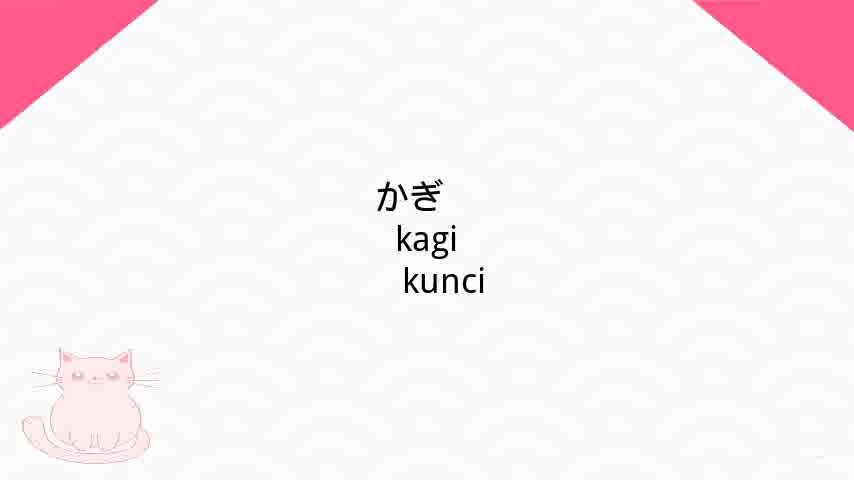 かぎ
kagi
kunci